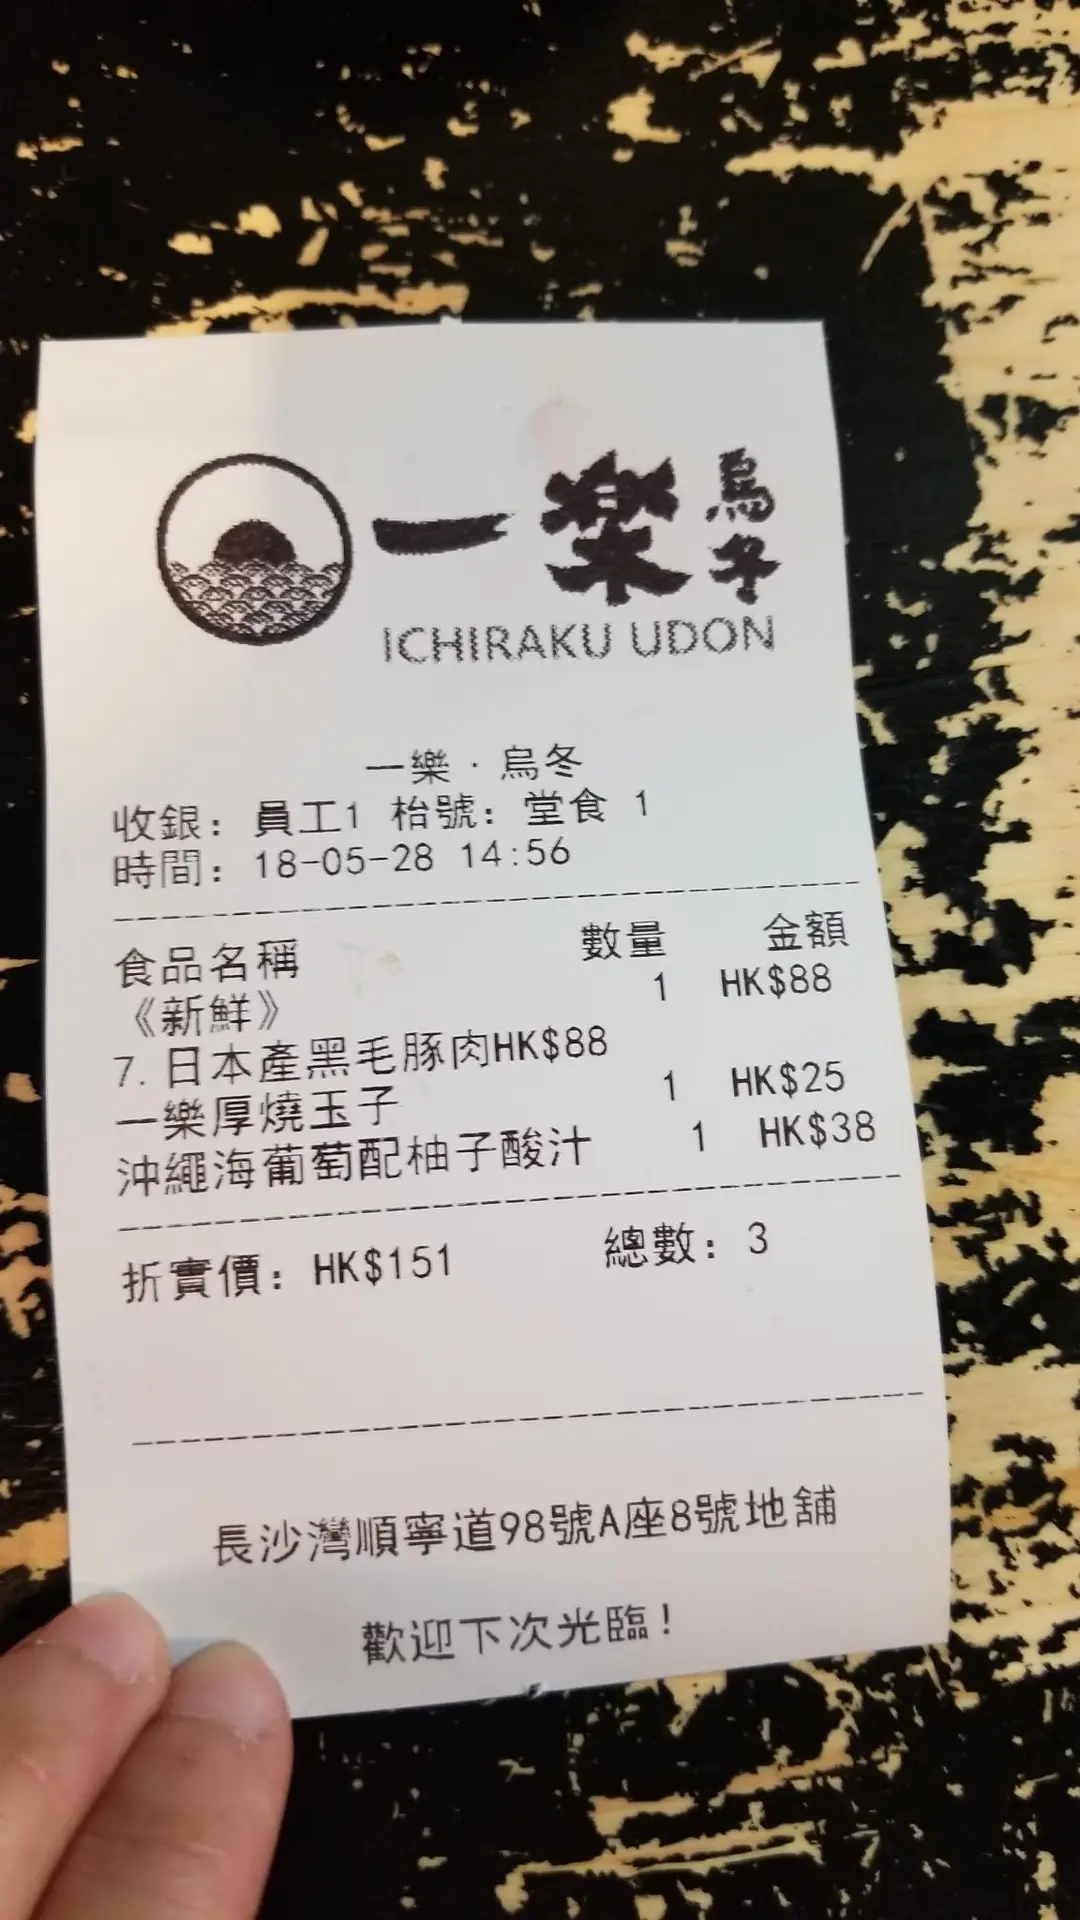 一樂 烏冬
ICHIRAKU UDON
一樂·烏冬
收銀: 員工1 枱號: 堂食 1
時間: 18-05-28 14:56
食品名稱 數量 金額
《新鮮》 1 HK$88
7. 日本產黑毛豚肉HK$88
一樂厚燒玉子 1 HK$25
沖繩海葡萄配柚子酸汁 1 HK$38
折實價: HK$151 總數: 3
長沙灣順寧道98號A座8號地舖
歡迎下次光臨!